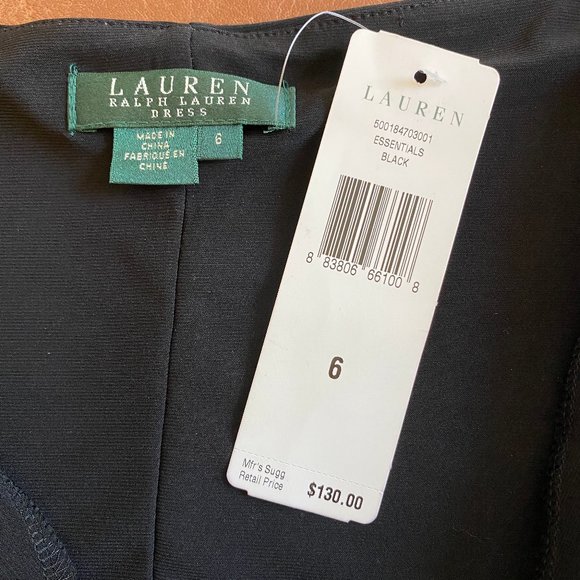 LAUREN
RALPH LAUREN
DRESS
MADE IN
CHINA
FABRIQUÉ EN
CHINE
6
LAUREN
500184703001
ESSENTIALS
BLACK
8 83806 66100 8
6
Mfr's Sugg
Retail Price
$130.00